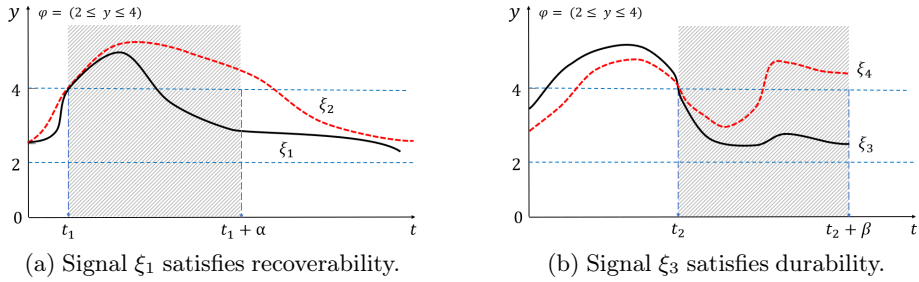 y φ = (2 ≤ y ≤ 4)
4
ξ₂
ξ₁
2
0
t₁ t₁ + α t
(a) Signal ξ₁ satisfies recoverability.
y φ = (2 ≤ y ≤ 4)
ξ₄
4
ξ₃
2
0
t₂ t₂ + β t
(b) Signal ξ₃ satisfies durability.